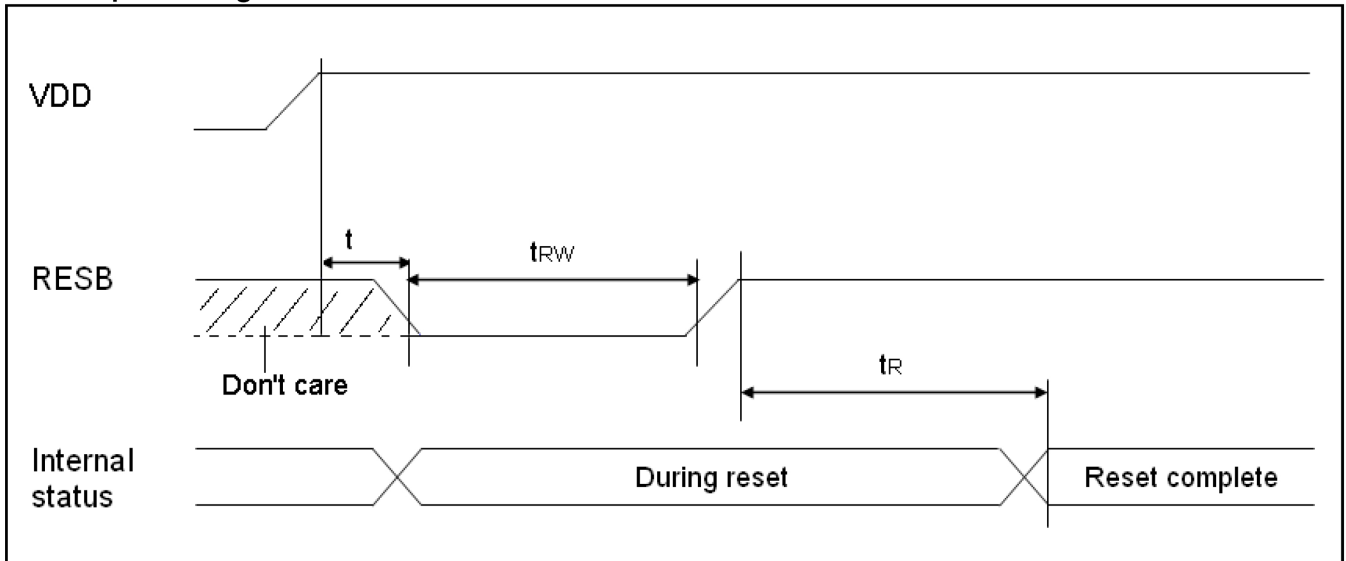 VDD
t
tRW
RESB
tR
Don't care
Internal
status
During reset
Reset complete